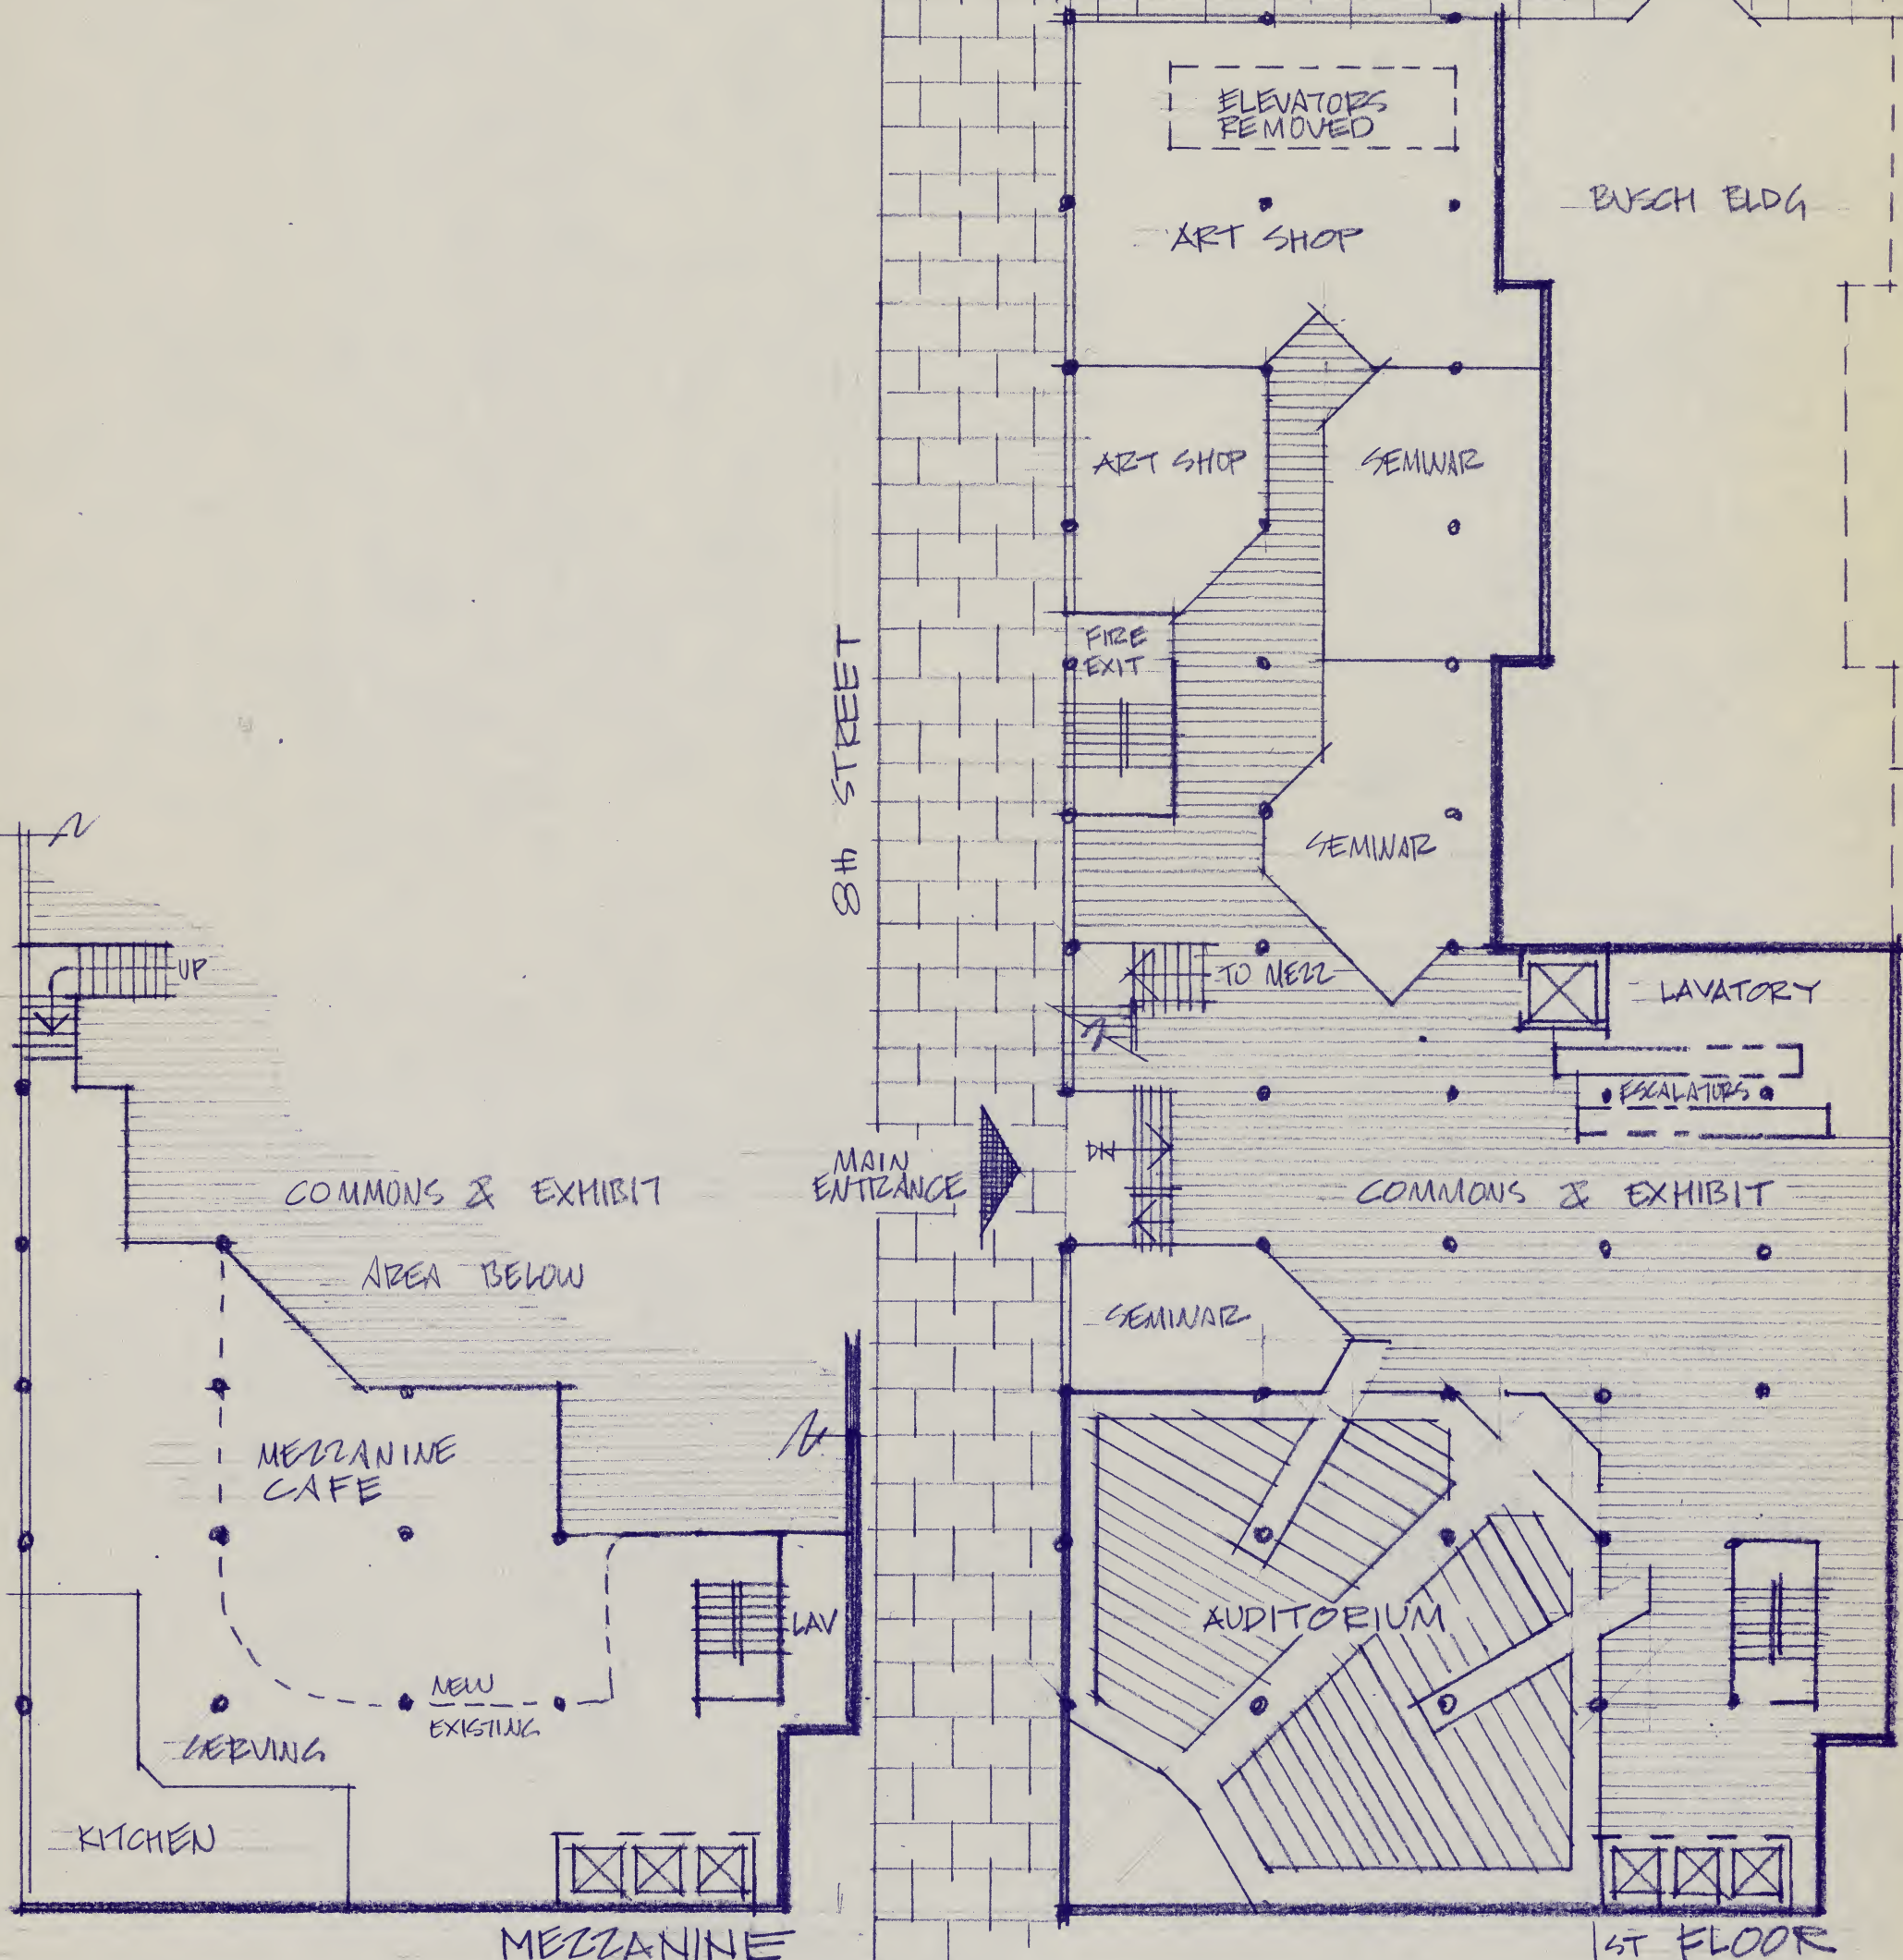 ELEVATORS
REMOVED
BUSCH BLDG
ART SHOP
ART SHOP
SEMINAR
FIRE
EXIT
8TH STREET
SEMINAR
UP
TO MEZZ
LAVATORY
ESCALATORS
MAIN
ENTRANCE
DN
COMMONS & EXHIBIT
AREA BELOW
COMMONS & EXHIBIT
SEMINAR
MEZZANINE
CAFE
AUDITORIUM
LAV
NEW
EXISTING
SERVING
KITCHEN
MEZZANINE
1ST FLOOR